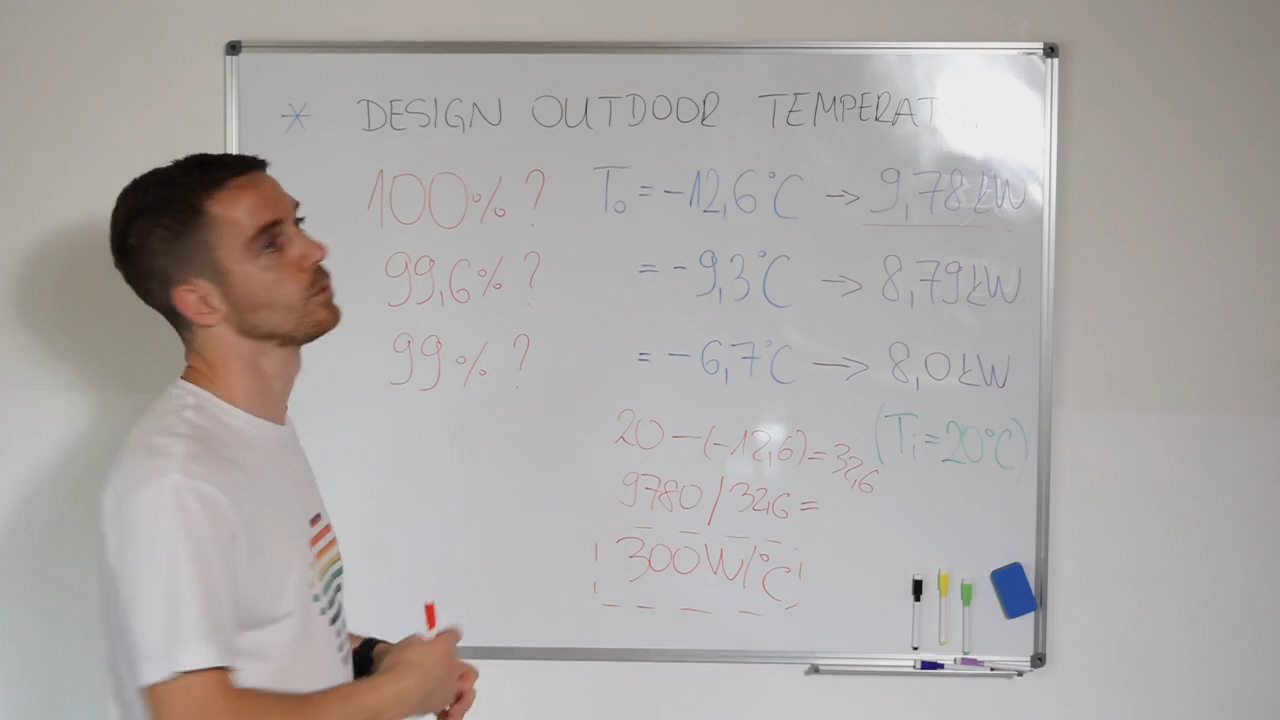 * DESIGN OUTDOOR TEMPERAT
100% ? To = -12,6°C → 9,78 kW
99,6% ? = -9,3°C → 8,79 kW
99% ? = -6,7°C → 8,0 kW
(Ti = 20°C)
20 - (-12,6) = 32,6
9780 / 32,6 =
300 W/°C